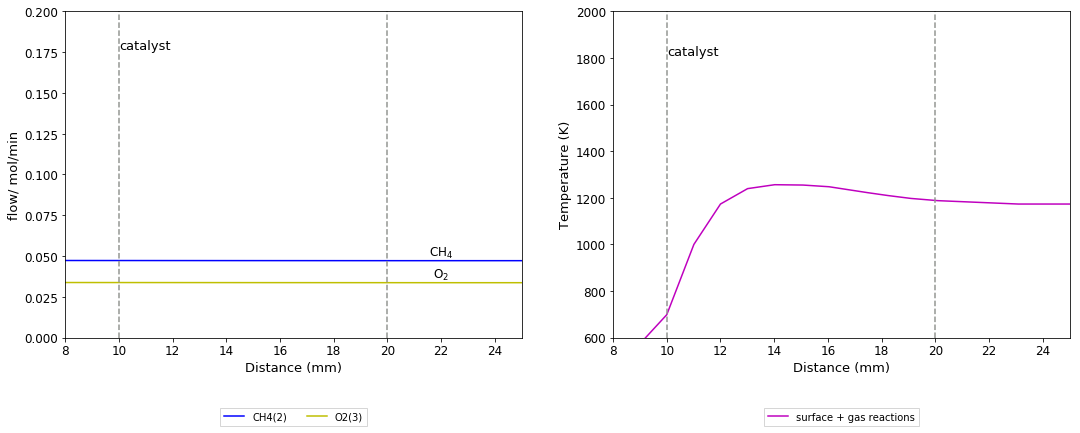 0.200
0.175
0.150
0.125
0.100
0.075
0.050
0.025
0.000
flow/ mol/min
catalyst
CH₄
O₂
8 10 12 14 16 18 20 22 24
Distance (mm)
CH4(2) O2(3)
2000
1800
1600
1400
1200
1000
800
600
Temperature (K)
catalyst
8 10 12 14 16 18 20 22 24
Distance (mm)
surface + gas reactions